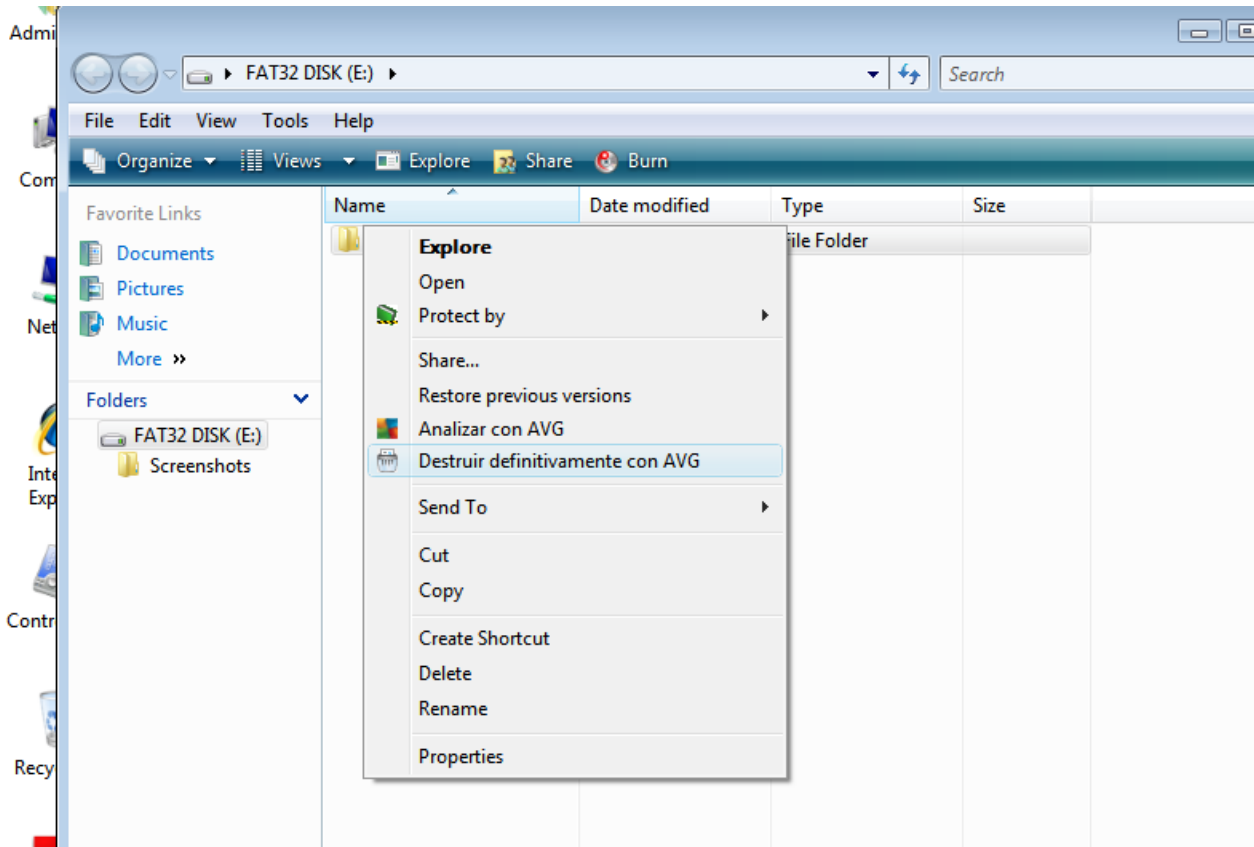 Admi
FAT32 DISK (E:)
Search
File Edit View Tools Help
Organize Views Explore Share Burn
Com
Favorite Links
Name Date modified Type Size
File Folder
Documents
Pictures
Music
More »
Net
Folders
FAT32 DISK (E:)
Screenshots
Inte
Exp
Contr
Recy
Explore
Open
Protect by
Share...
Restore previous versions
Analizar con AVG
Destruir definitivamente con AVG
Send To
Cut
Copy
Create Shortcut
Delete
Rename
Properties